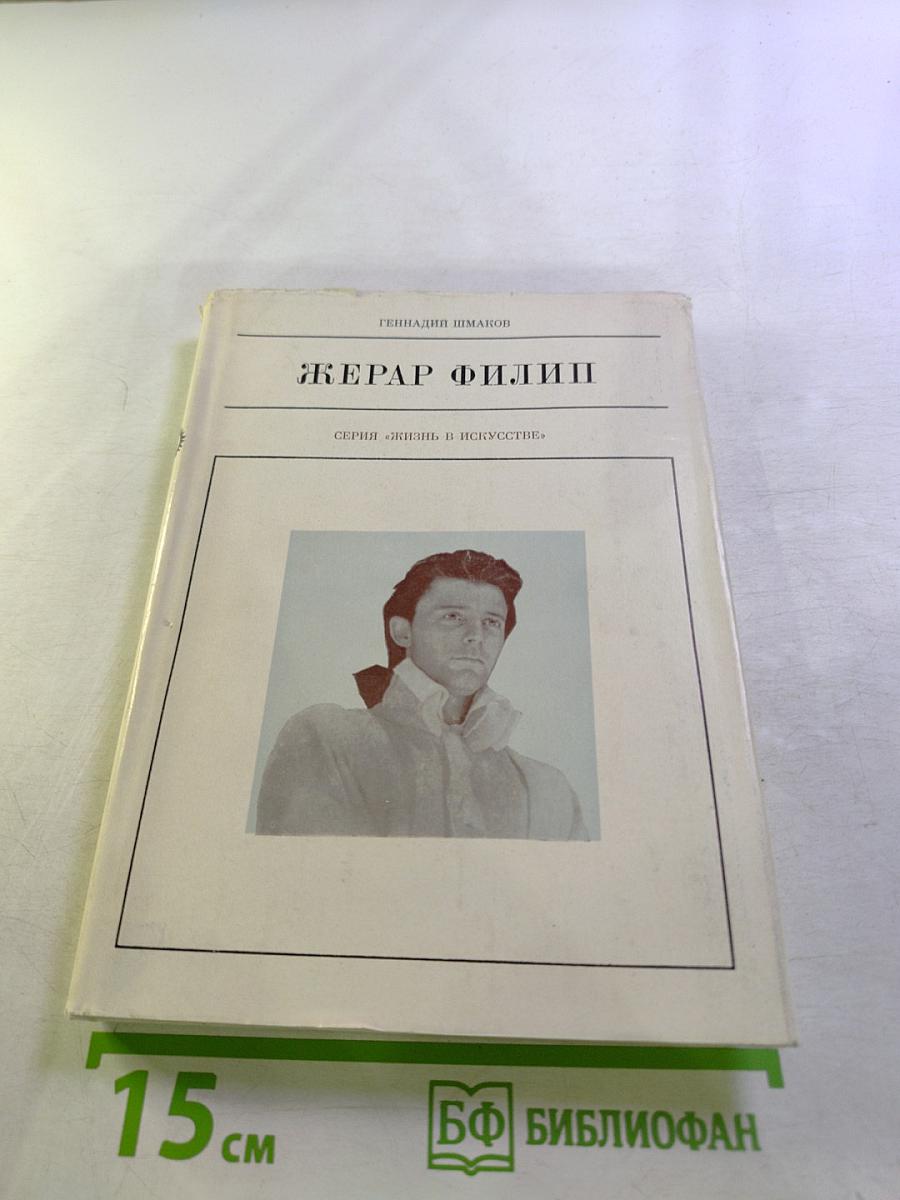 ГЕННАДИЙ ШМАКОВ
ЖЕРАР ФИЛИП
СЕРИЯ «ЖИЗНЬ В ИСКУССТВЕ»
15 см
БФ БИБЛИОФАН